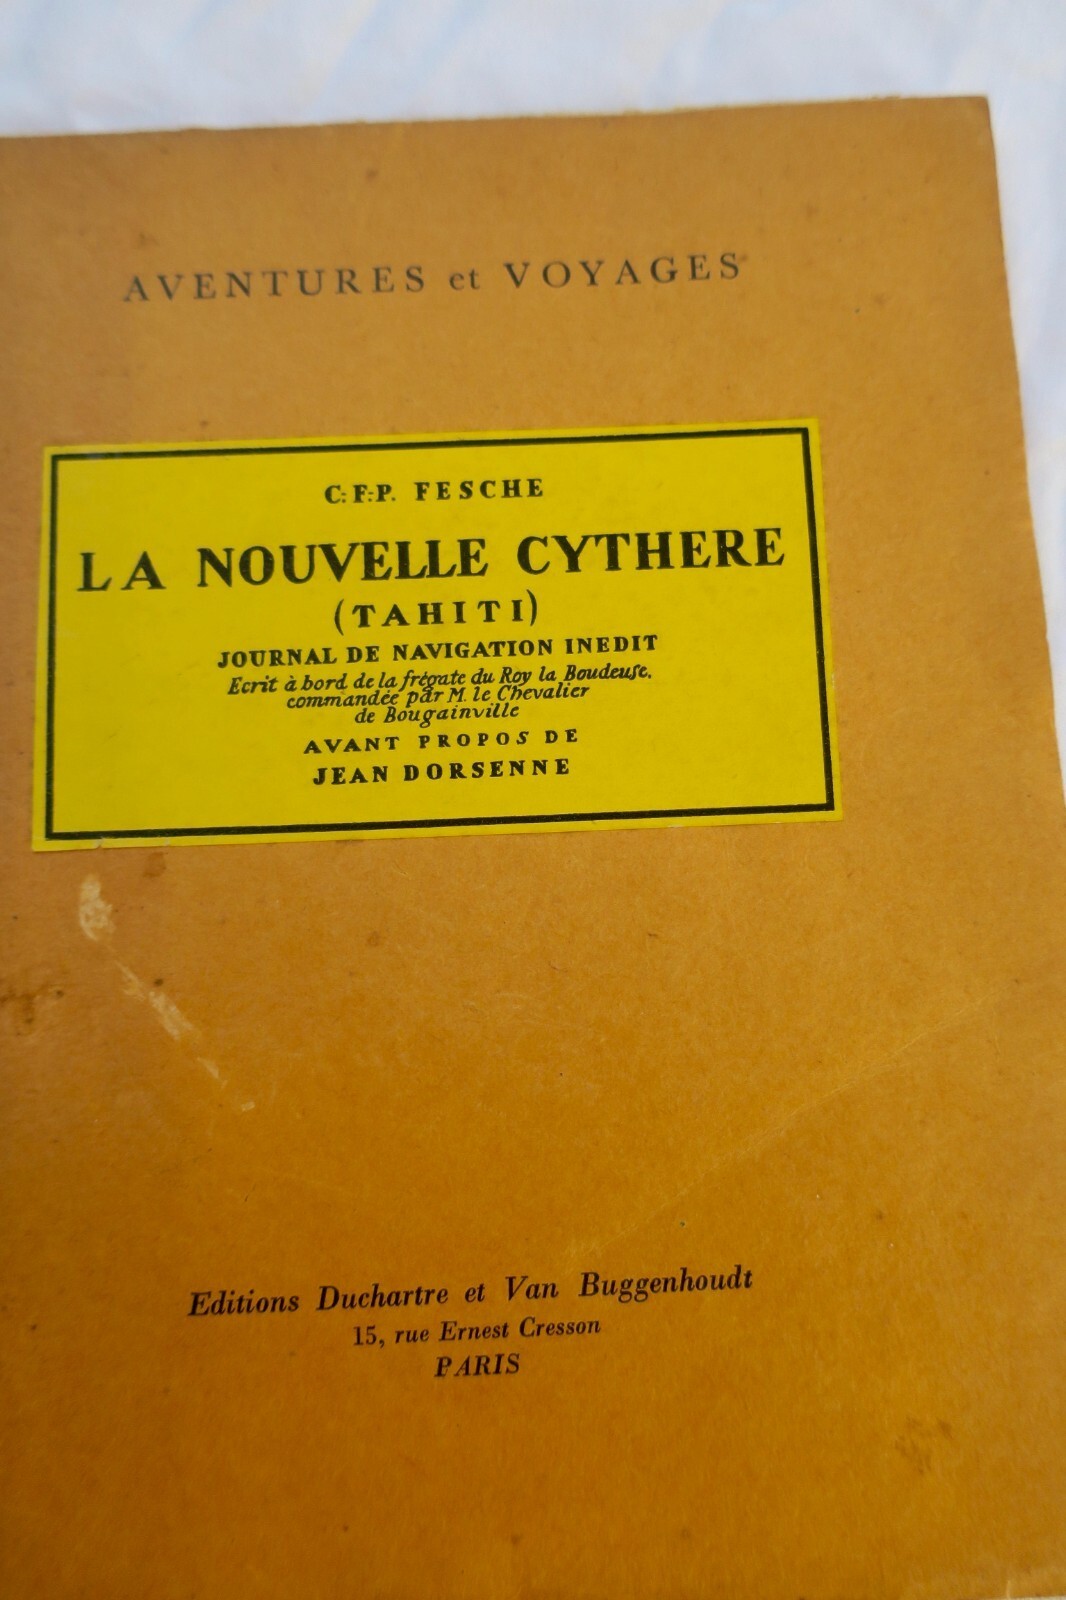 AVENTURES et VOYAGES
C.-F.-P. FESCHE
LA NOUVELLE CYTHERE
(TAHITI)
JOURNAL DE NAVIGATION INEDIT
Ecrit à bord de la frégate du Roy la Boudeuse.
commandée par M. le Chevalier
de Bougainville
AVANT PROPOS DE
JEAN DORSENNE
Editions Duchartre et Van Buggenhoudt
15, rue Ernest Cresson
PARIS